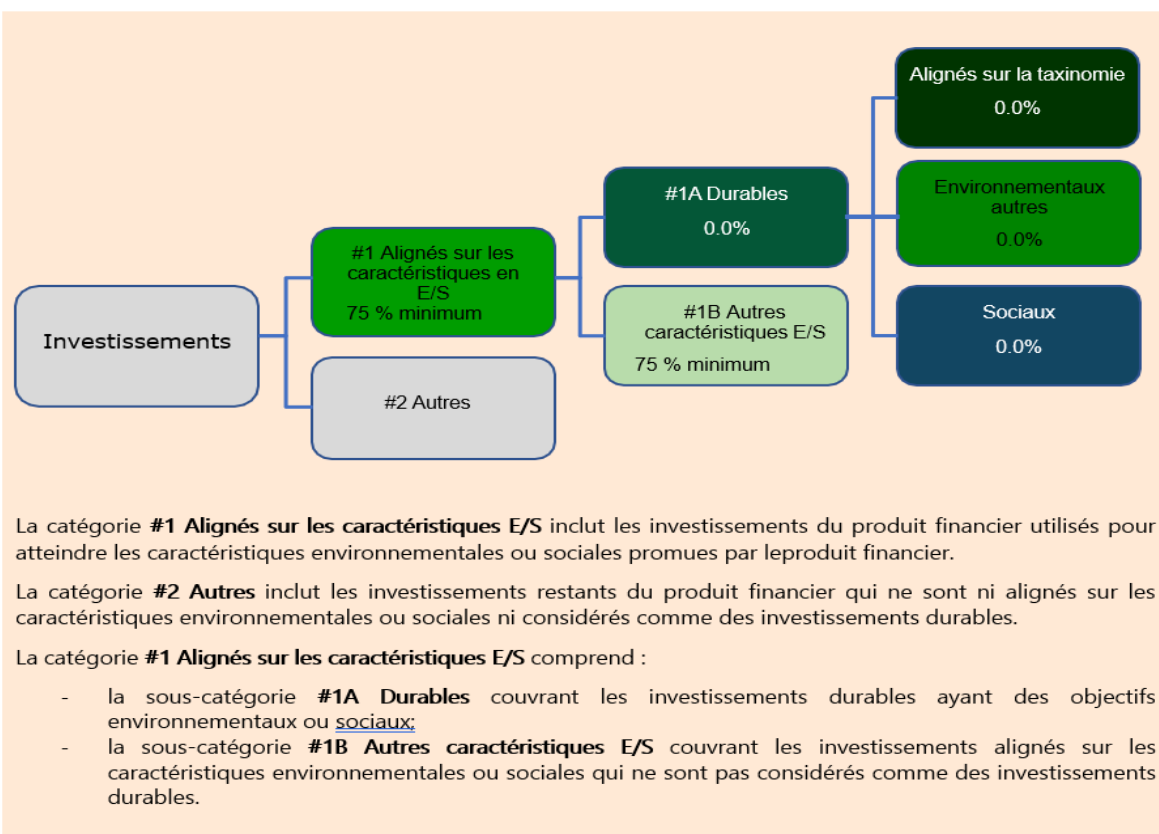 Investissements
#1 Alignés sur les
caractéristiques en
E/S
75 % minimum
#2 Autres
#1A Durables
0.0%
#1B Autres
caractéristiques E/S
75 % minimum
Alignés sur la taxinomie
0.0%
Environnementaux
autres
0.0%
Sociaux
0.0%
La catégorie #1 Alignés sur les caractéristiques E/S inclut les investissements du produit financier utilisés pour
atteindre les caractéristiques environnementales ou sociales promues par leproduit financier.
La catégorie #2 Autres inclut les investissements restants du produit financier qui ne sont ni alignés sur les
caractéristiques environnementales ou sociales ni considérés comme des investissements durables.
La catégorie #1 Alignés sur les caractéristiques E/S comprend :
- la sous-catégorie #1A Durables couvrant les investissements durables ayant des objectifs
environnementaux ou sociaux;
- la sous-catégorie #1B Autres caractéristiques E/S couvrant les investissements alignés sur les
caractéristiques environnementales ou sociales qui ne sont pas considérés comme des investissements
durables.